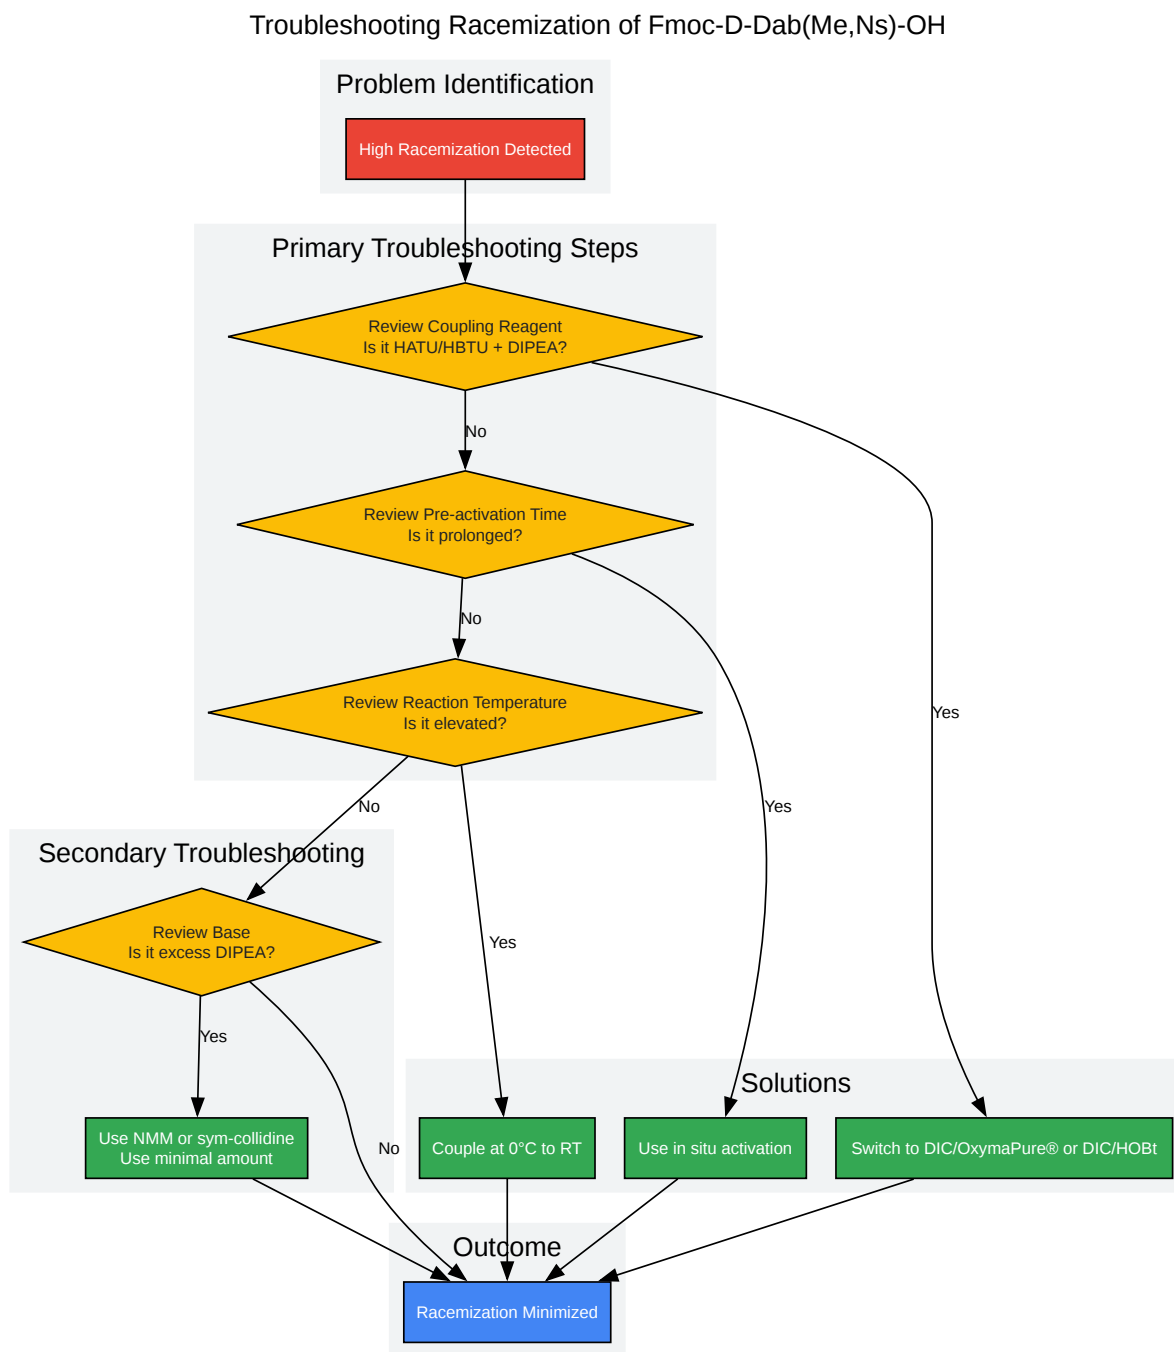 Troubleshooting Racemization of Fmoc-D-Dab(Me,Ns)-OH
Problem Identification
High Racemization Detected
Primary Troubleshooting Steps
Review Coupling Reagent
Is it HATU/HBTU + DIPEA?
No
Review Pre-activation Time
Is it prolonged?
No
Review Reaction Temperature
Is it elevated?
Yes
No
Yes
Secondary Troubleshooting
Review Base
Is it excess DIPEA?
Yes
Yes
Solutions
Use NMM or sym-collidine
Use minimal amount
No
Couple at 0°C to RT
Use in situ activation
Switch to DIC/OxymaPure® or DIC/HOBt
Outcome
Racemization Minimized